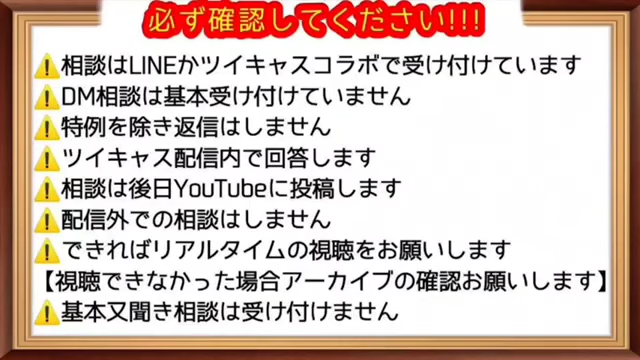 必ず確認してください!!!
⚠️相談はLINEかツイキャスコラボで受け付けています
⚠️DM相談は基本受け付けていません
⚠️特例を除き返信はしません
⚠️ツイキャス配信内で回答します
⚠️相談は後日YouTubeに投稿します
⚠️配信外での相談はしません
⚠️できればリアルタイムの視聴をお願いします
【視聴できなかった場合アーカイブの確認お願いします】
⚠️基本又聞き相談は受け付けません